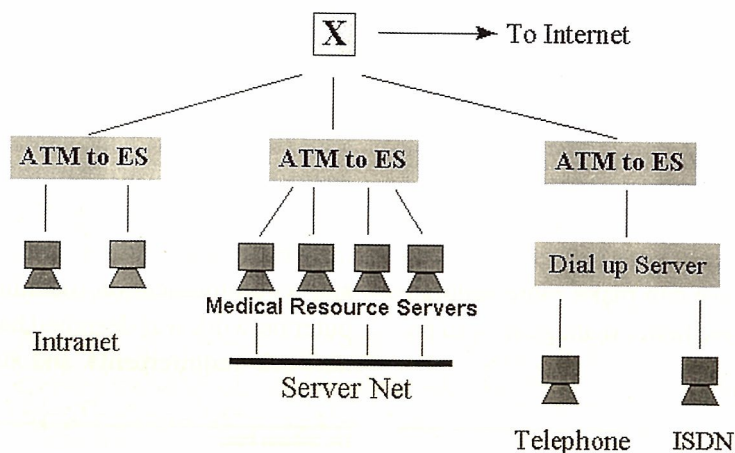 X
To Internet
ATM to ES
ATM to ES
ATM to ES
Dial up Server
Medical Resource Servers
Intranet
Server Net
Telephone
ISDN